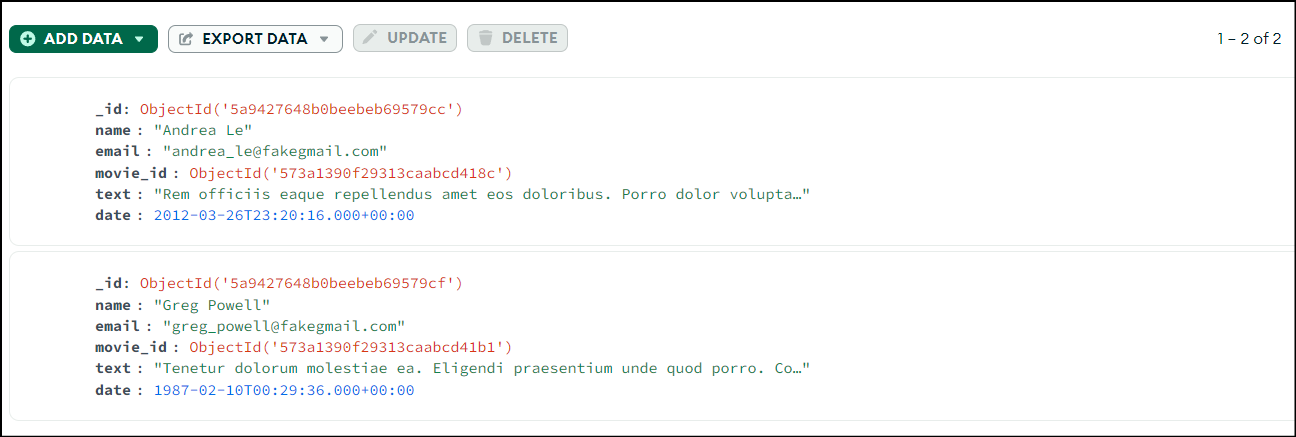 ADD DATA EXPORT DATA UPDATE DELETE 1 – 2 of 2
_id: ObjectId('5a9427648b0beebeb69579cc')
name : "Andrea Le"
email : "andrea_le@fakegmail.com"
movie_id : ObjectId('573a1390f29313caabcd418c')
text : "Rem officiis eaque repellendus amet eos doloribus. Porro dolor volupta…"
date : 2012-03-26T23:20:16.000+00:00
_id: ObjectId('5a9427648b0beebeb69579cf')
name : "Greg Powell"
email : "greg_powell@fakegmail.com"
movie_id : ObjectId('573a1390f29313caabcd41b1')
text : "Tenetur dolorum molestiae ea. Eligendi praesentium unde quod porro. Co…"
date : 1987-02-10T00:29:36.000+00:00